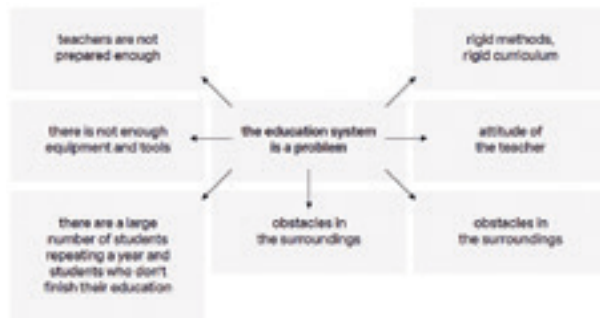 teachers are not
prepared enough
rigid methods,
rigid curriculum
there is not enough
equipment and tools
the education system
is a problem
attitude of
the teacher
there are a large
number of students
repeating a year and
students who don't
finish their education
obstacles in
the surroundings
obstacles in
the surroundings